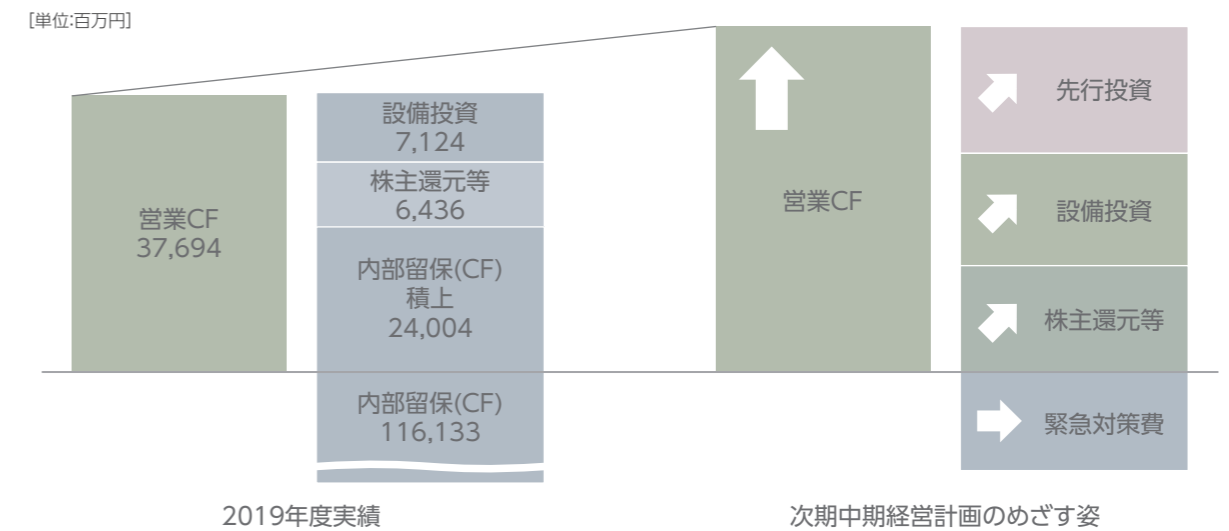 [単位:百万円]
営業CF
37,694
設備投資
7,124
株主還元等
6,436
内部留保(CF)
積上
24,004
内部留保(CF)
116,133
2019年度実績
営業CF
先行投資
設備投資
株主還元等
緊急対策費
次期中期経営計画のめざす姿